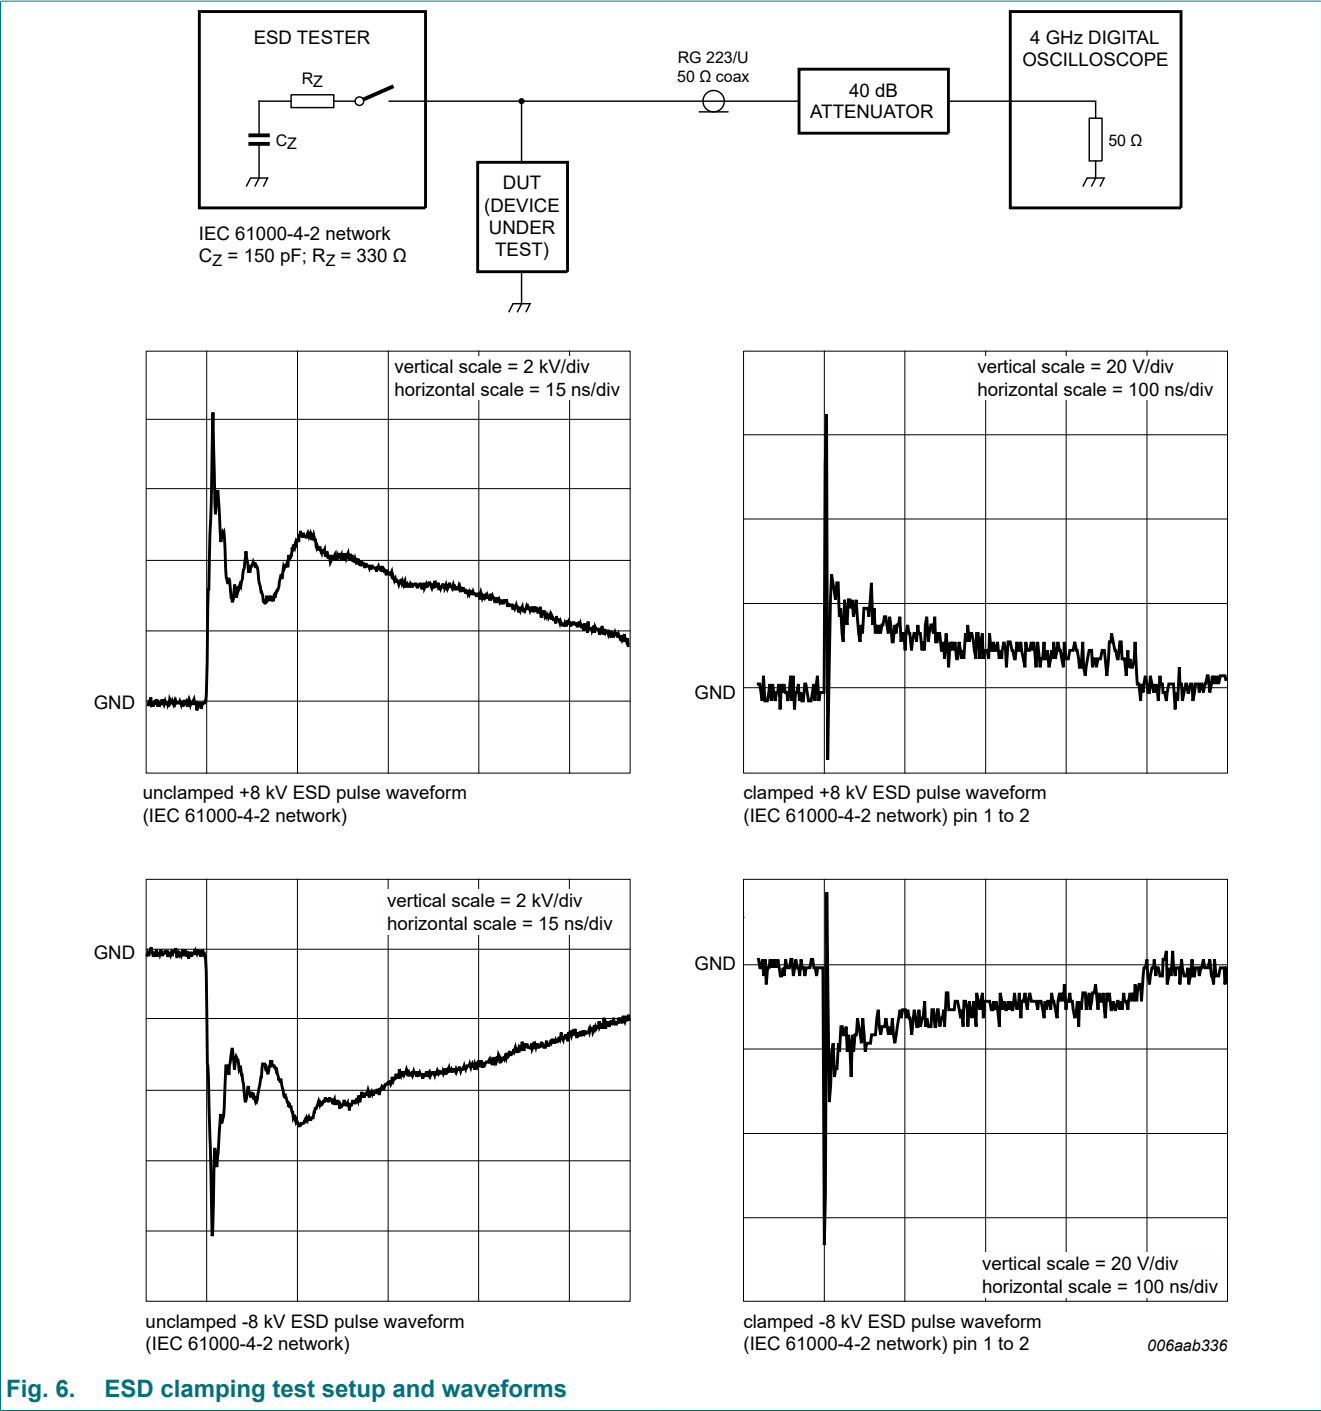 ESD TESTER
RZ
CZ
IEC 61000-4-2 network
CZ = 150 pF; RZ = 330 Ω
DUT
(DEVICE
UNDER
TEST)
RG 223/U
50 Ω coax
40 dB
ATTENUATOR
4 GHz DIGITAL
OSCILLOSCOPE
50 Ω
vertical scale = 2 kV/div
horizontal scale = 15 ns/div
GND
unclamped +8 kV ESD pulse waveform
(IEC 61000-4-2 network)
vertical scale = 20 V/div
horizontal scale = 100 ns/div
GND
clamped +8 kV ESD pulse waveform
(IEC 61000-4-2 network) pin 1 to 2
vertical scale = 2 kV/div
horizontal scale = 15 ns/div
GND
unclamped -8 kV ESD pulse waveform
(IEC 61000-4-2 network)
GND
vertical scale = 20 V/div
horizontal scale = 100 ns/div
clamped -8 kV ESD pulse waveform
(IEC 61000-4-2 network) pin 1 to 2
006aab336
Fig. 6. ESD clamping test setup and waveforms